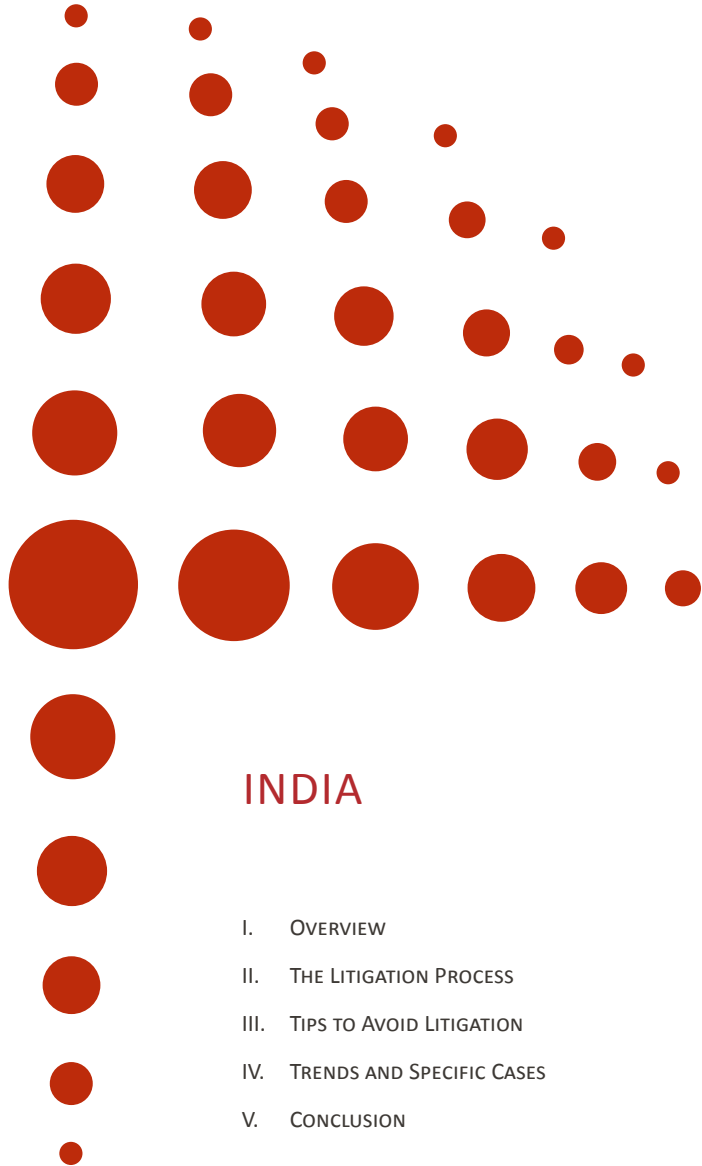 INDIA
I. Overview
II. The Litigation Process
III. Tips to Avoid Litigation
IV. Trends and Specific Cases
V. Conclusion